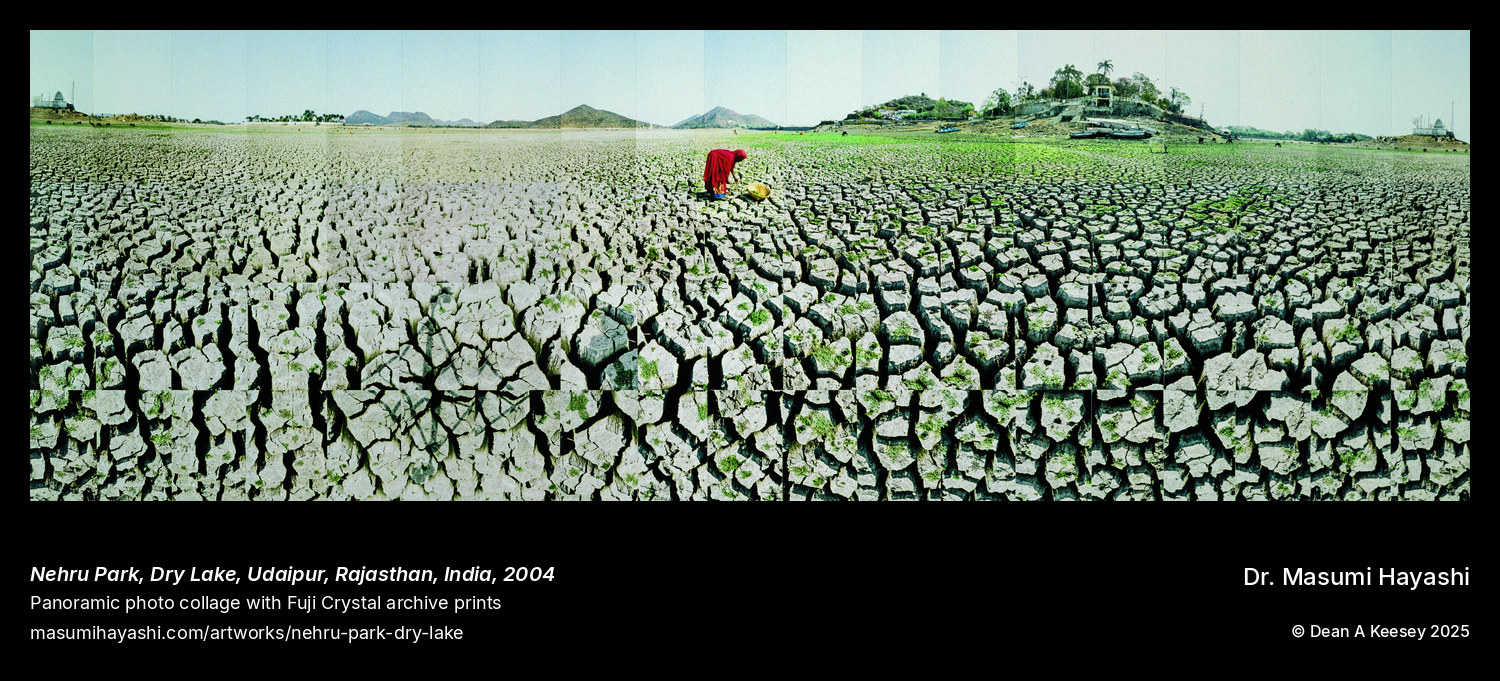 Nehru Park, Dry Lake, Udaipur, Rajasthan, India, 2004
Panoramic photo collage with Fuji Crystal archive prints
masumihayashi.com/artworks/nehru-park-dry-lake
Dr. Masumi Hayashi
© Dean A Keesey 2025